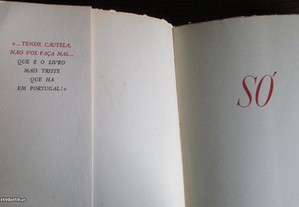 «...TENDE CAUTELA,
NÃO VOS FAÇA MAL...
QUE É O LIVRO
MAIS TRISTE
QUE HÁ
EM PORTUGAL!»
SÓ